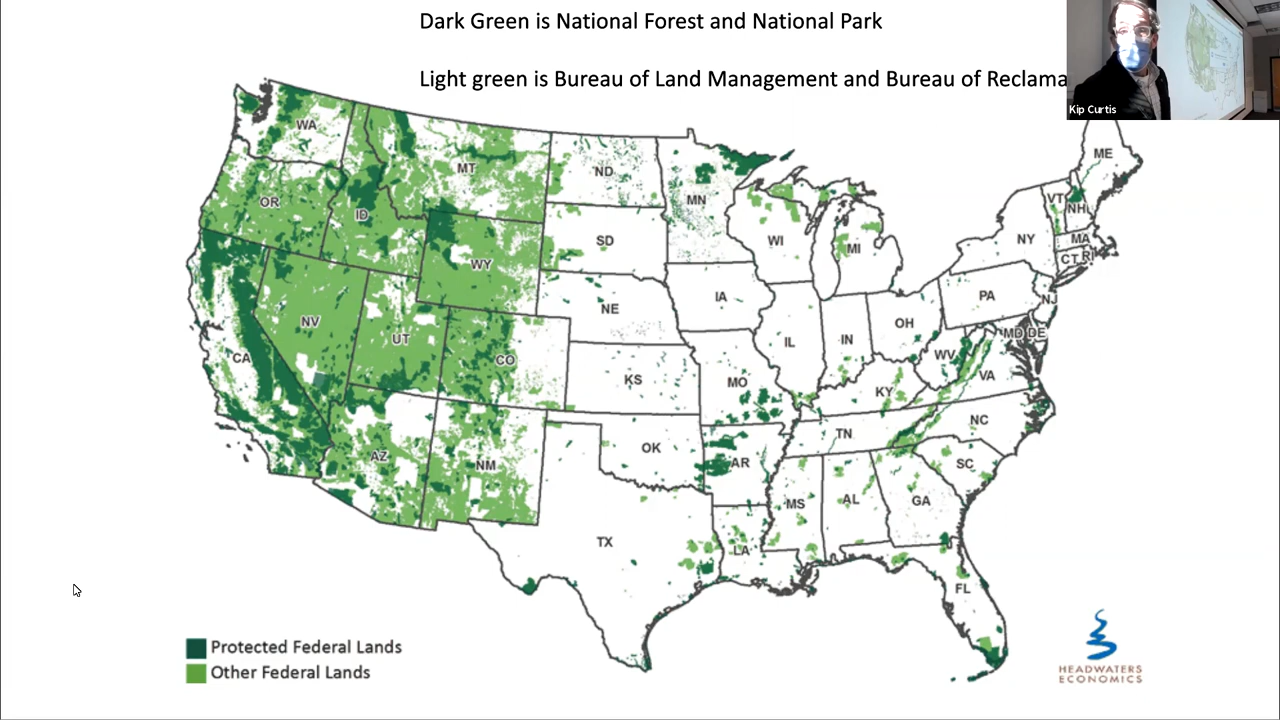 Dark Green is National Forest and National Park
Light green is Bureau of Land Management and Bureau of Reclama
Kip Curtis
WA
MT
ND
MN
ME
OR
ID
SD
WI
MI
VT
NH
NY
MA
CT
RI
WY
NE
IA
PA
NJ
NV
UT
CO
IL
IN
OH
MD
DE
CA
KS
MO
WV
VA
KY
AZ
NM
OK
AR
TN
NC
SC
MS
AL
GA
TX
LA
FL
Protected Federal Lands
Other Federal Lands
HEADWATERS
ECONOMICS